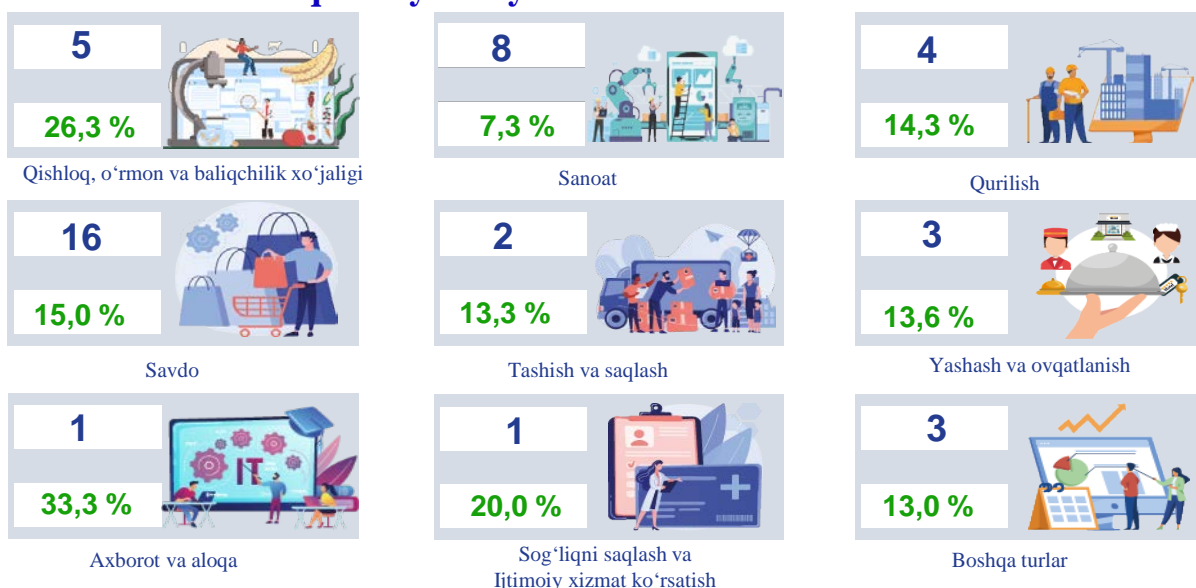 5
26,3 %
Qishloq, o‘rmon va baliqchilik xo‘jaligi
8
7,3 %
Sanoat
4
14,3 %
Qurilish
16
15,0 %
Savdo
2
13,3 %
Tashish va saqlash
3
13,6 %
Yashash va ovqatlanish
1
33,3 %
IT
Axborot va aloqa
1
20,0 %
Sog‘liqni saqlash va
Ijtimoiy xizmat ko‘rsatish
3
13,0 %
Boshqa turlar